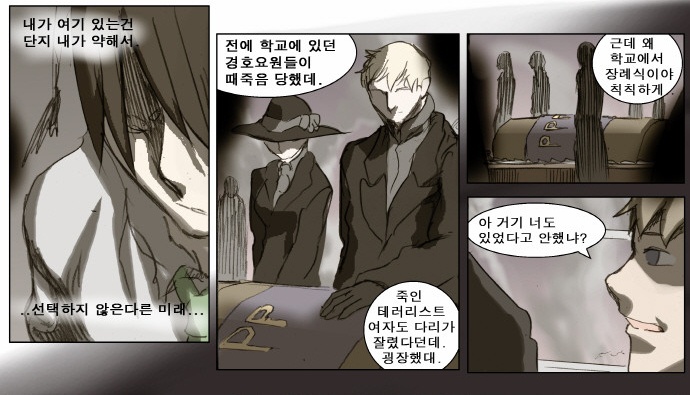 내가 여기 있는건
단지 내가 약해서.
..선택하지 않은다른 미래...
전에 학교에 있던
경호요원들이
때죽음 당했데.
죽인
테러리스트
여자도 다리가
잘렸다던데.
굉장했대.
PP
근데 왜
학교에서
장례식이야
칙칙하게.
PP
아 거기 너도
있었다고 안했냐?